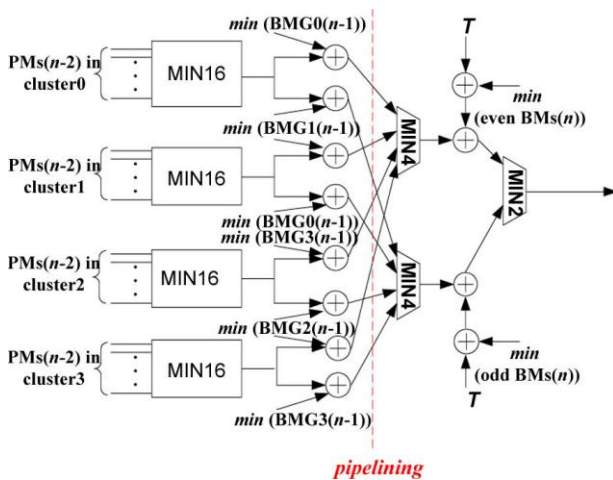 min (BMG0(n-1))
PMs(n-2) in
cluster0
MIN16
min
(BMG1(n-1))
PMs(n-2) in
cluster1
MIN16
min (BMG0(n-1))
min
(BMG3(n-1))
PMs(n-2) in
cluster2
MIN16
min
(BMG2(n-1))
PMs(n-2) in
cluster3
MIN16
min
(BMG3(n-1))
pipelining
MIN4
MIN4
T
min
(even BMs(n))
MIN2
min
(odd BMs(n))
T